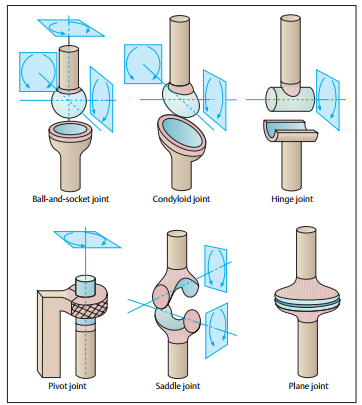 Ball-and-socket joint
Condyloid joint
Hinge joint
Pivot joint
Saddle joint
Plane joint